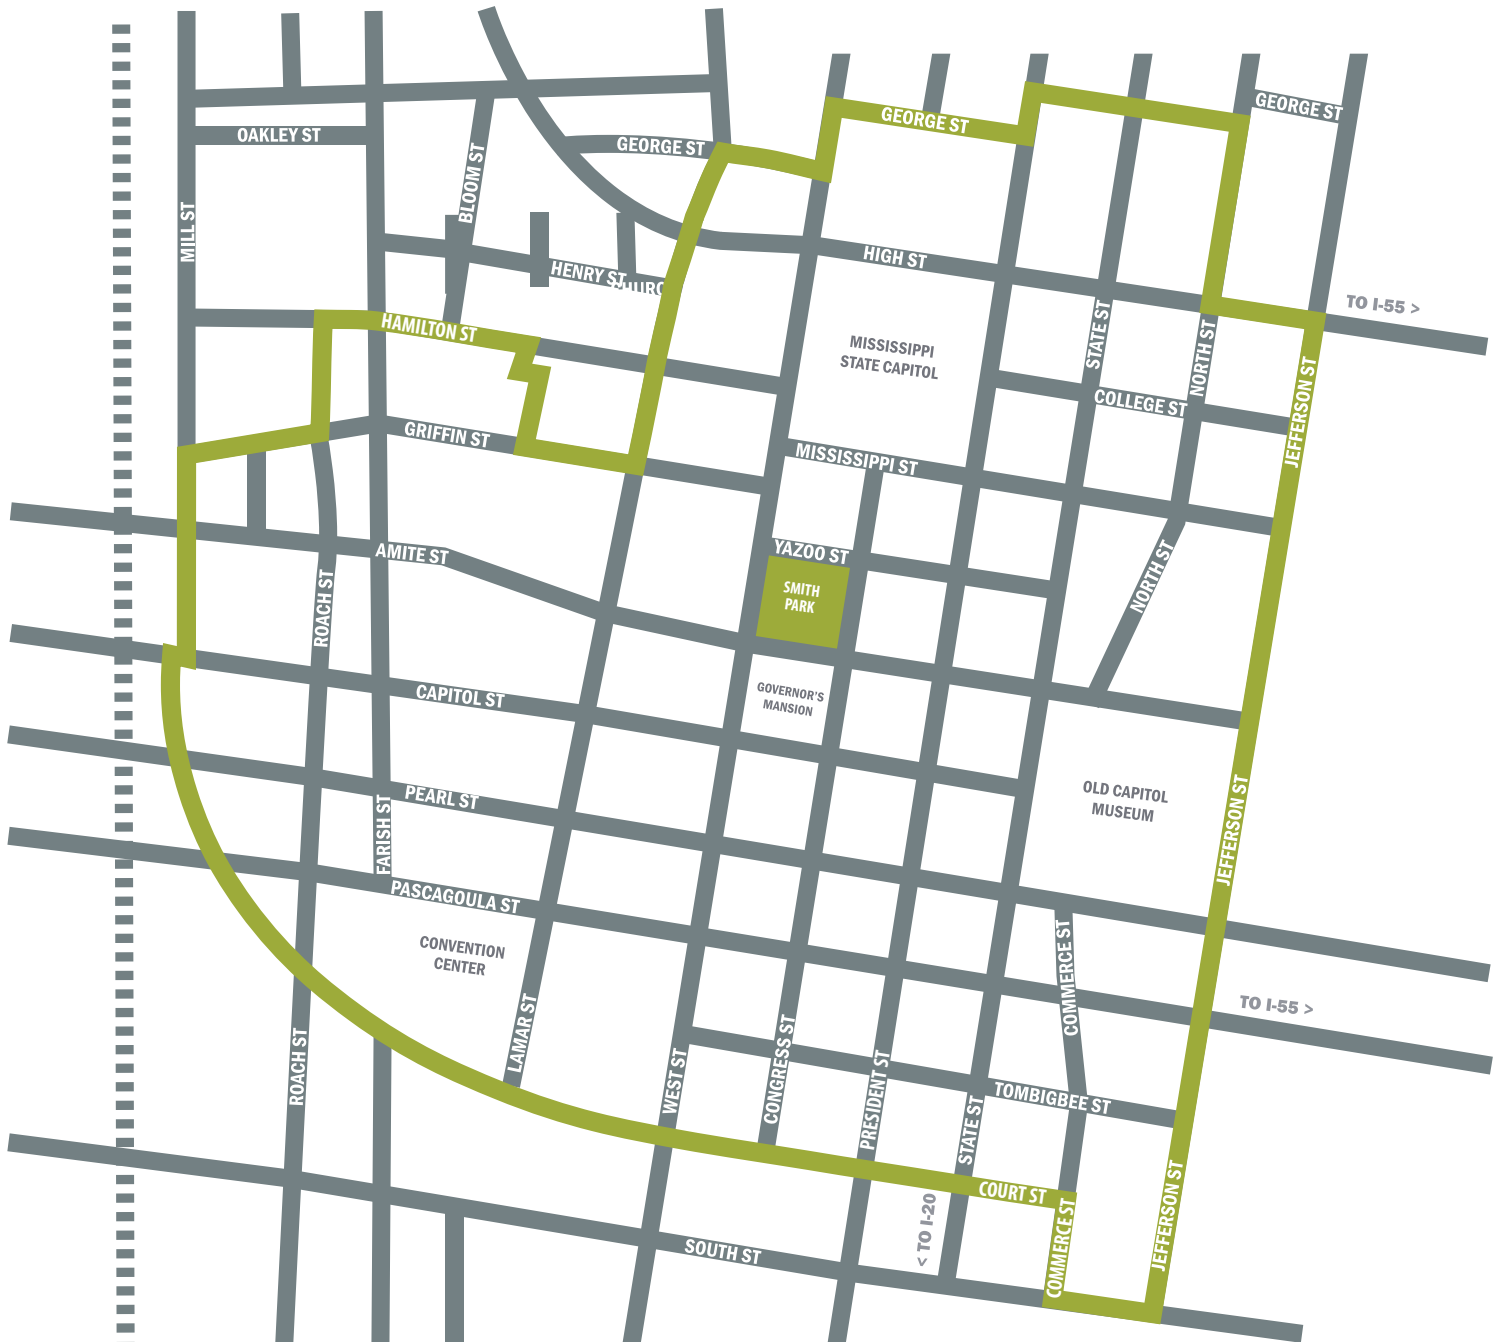 GEORGE ST
GEORGE ST
OAKLEY ST
GEORGE ST
BLOOM ST
MILL ST
HIGH ST
HENRY ST
TO I-55 >
HAMILTON ST
STATE ST
NORTH ST
MISSISSIPPI
STATE CAPITOL
JEFFERSON ST
COLLEGE ST
GRIFFIN ST
MISSISSIPPI ST
AMITE ST
YAZOO ST
NORTH ST
SMITH
PARK
ROACH ST
CAPITOL ST
GOVERNOR'S
MANSION
PEARL ST
FARISH ST
OLD CAPITOL
MUSEUM
JEFFERSON ST
PASCAGOULA ST
CONVENTION
CENTER
COMMERCE ST
TO I-55 >
LAMAR ST
ROACH ST
WEST ST
CONGRESS ST
PRESIDENT ST
STATE ST
TOMBIGBEE ST
COURT ST
JEFFERSON ST
< TO I-20
COMMERCE ST
SOUTH ST